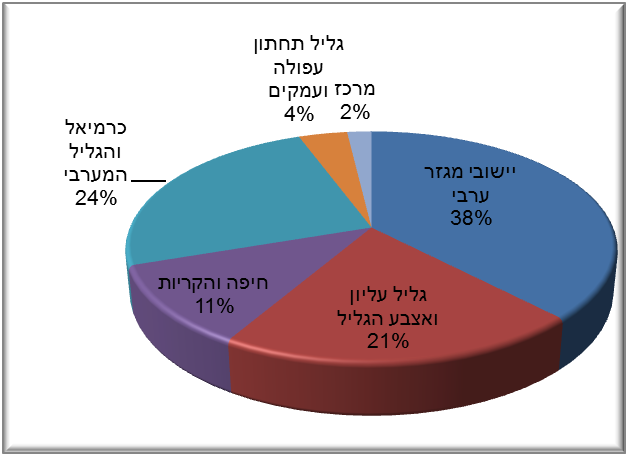 גליל תחתון
עפולה
ועמקים
4%
מרכז
2%
יישובי מגזר
ערבי
38%
גליל עליון
ואצבע הגליל
21%
חיפה והקריות
11%
כרמיאל
והגליל
המערבי
24%